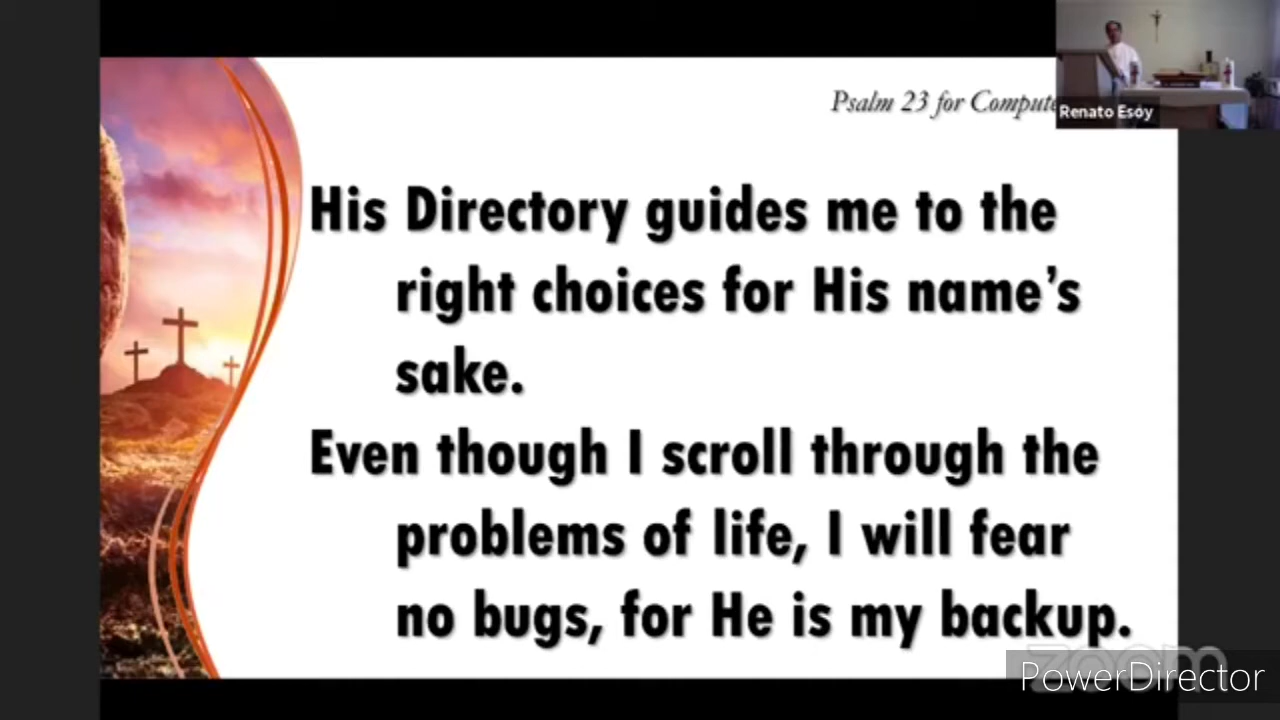 Psalm 23 for Compute
Renato Esoy
His Directory guides me to the
right choices for His name's
sake.
Even though I scroll through the
problems of life, I will fear
no bugs, for He is my backup.
zoom
PowerDirector